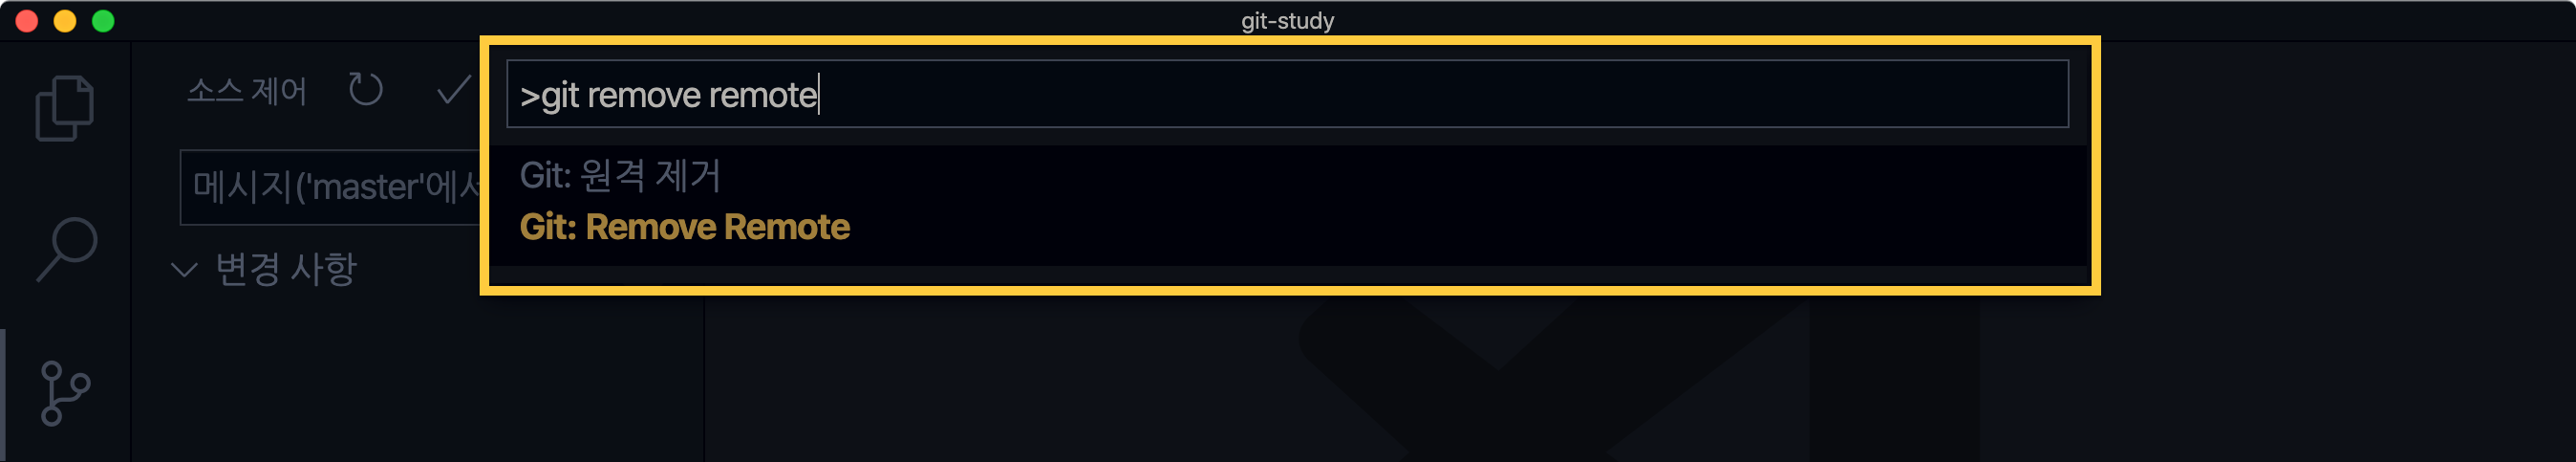 git-study
소스 제어
>git remove remote
Git: 원격 제거
메시지('master'에서
Git: Remove Remote
변경 사항